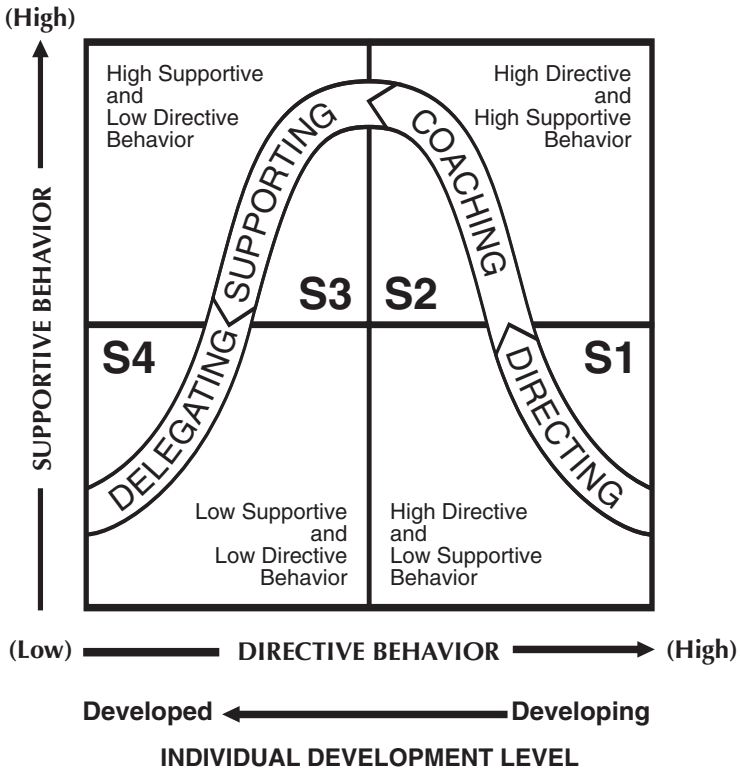 (High)
SUPPORTIVE BEHAVIOR
High Supportive
and
Low Directive
Behavior
High Directive
and
High Supportive
Behavior
SUPPORTING
COACHING
S3
S2
S4
S1
DELEGATING
DIRECTING
Low Supportive
and
Low Directive
Behavior
High Directive
and
Low Supportive
Behavior
(Low)
DIRECTIVE BEHAVIOR
(High)
Developed
Developing
INDIVIDUAL DEVELOPMENT LEVEL